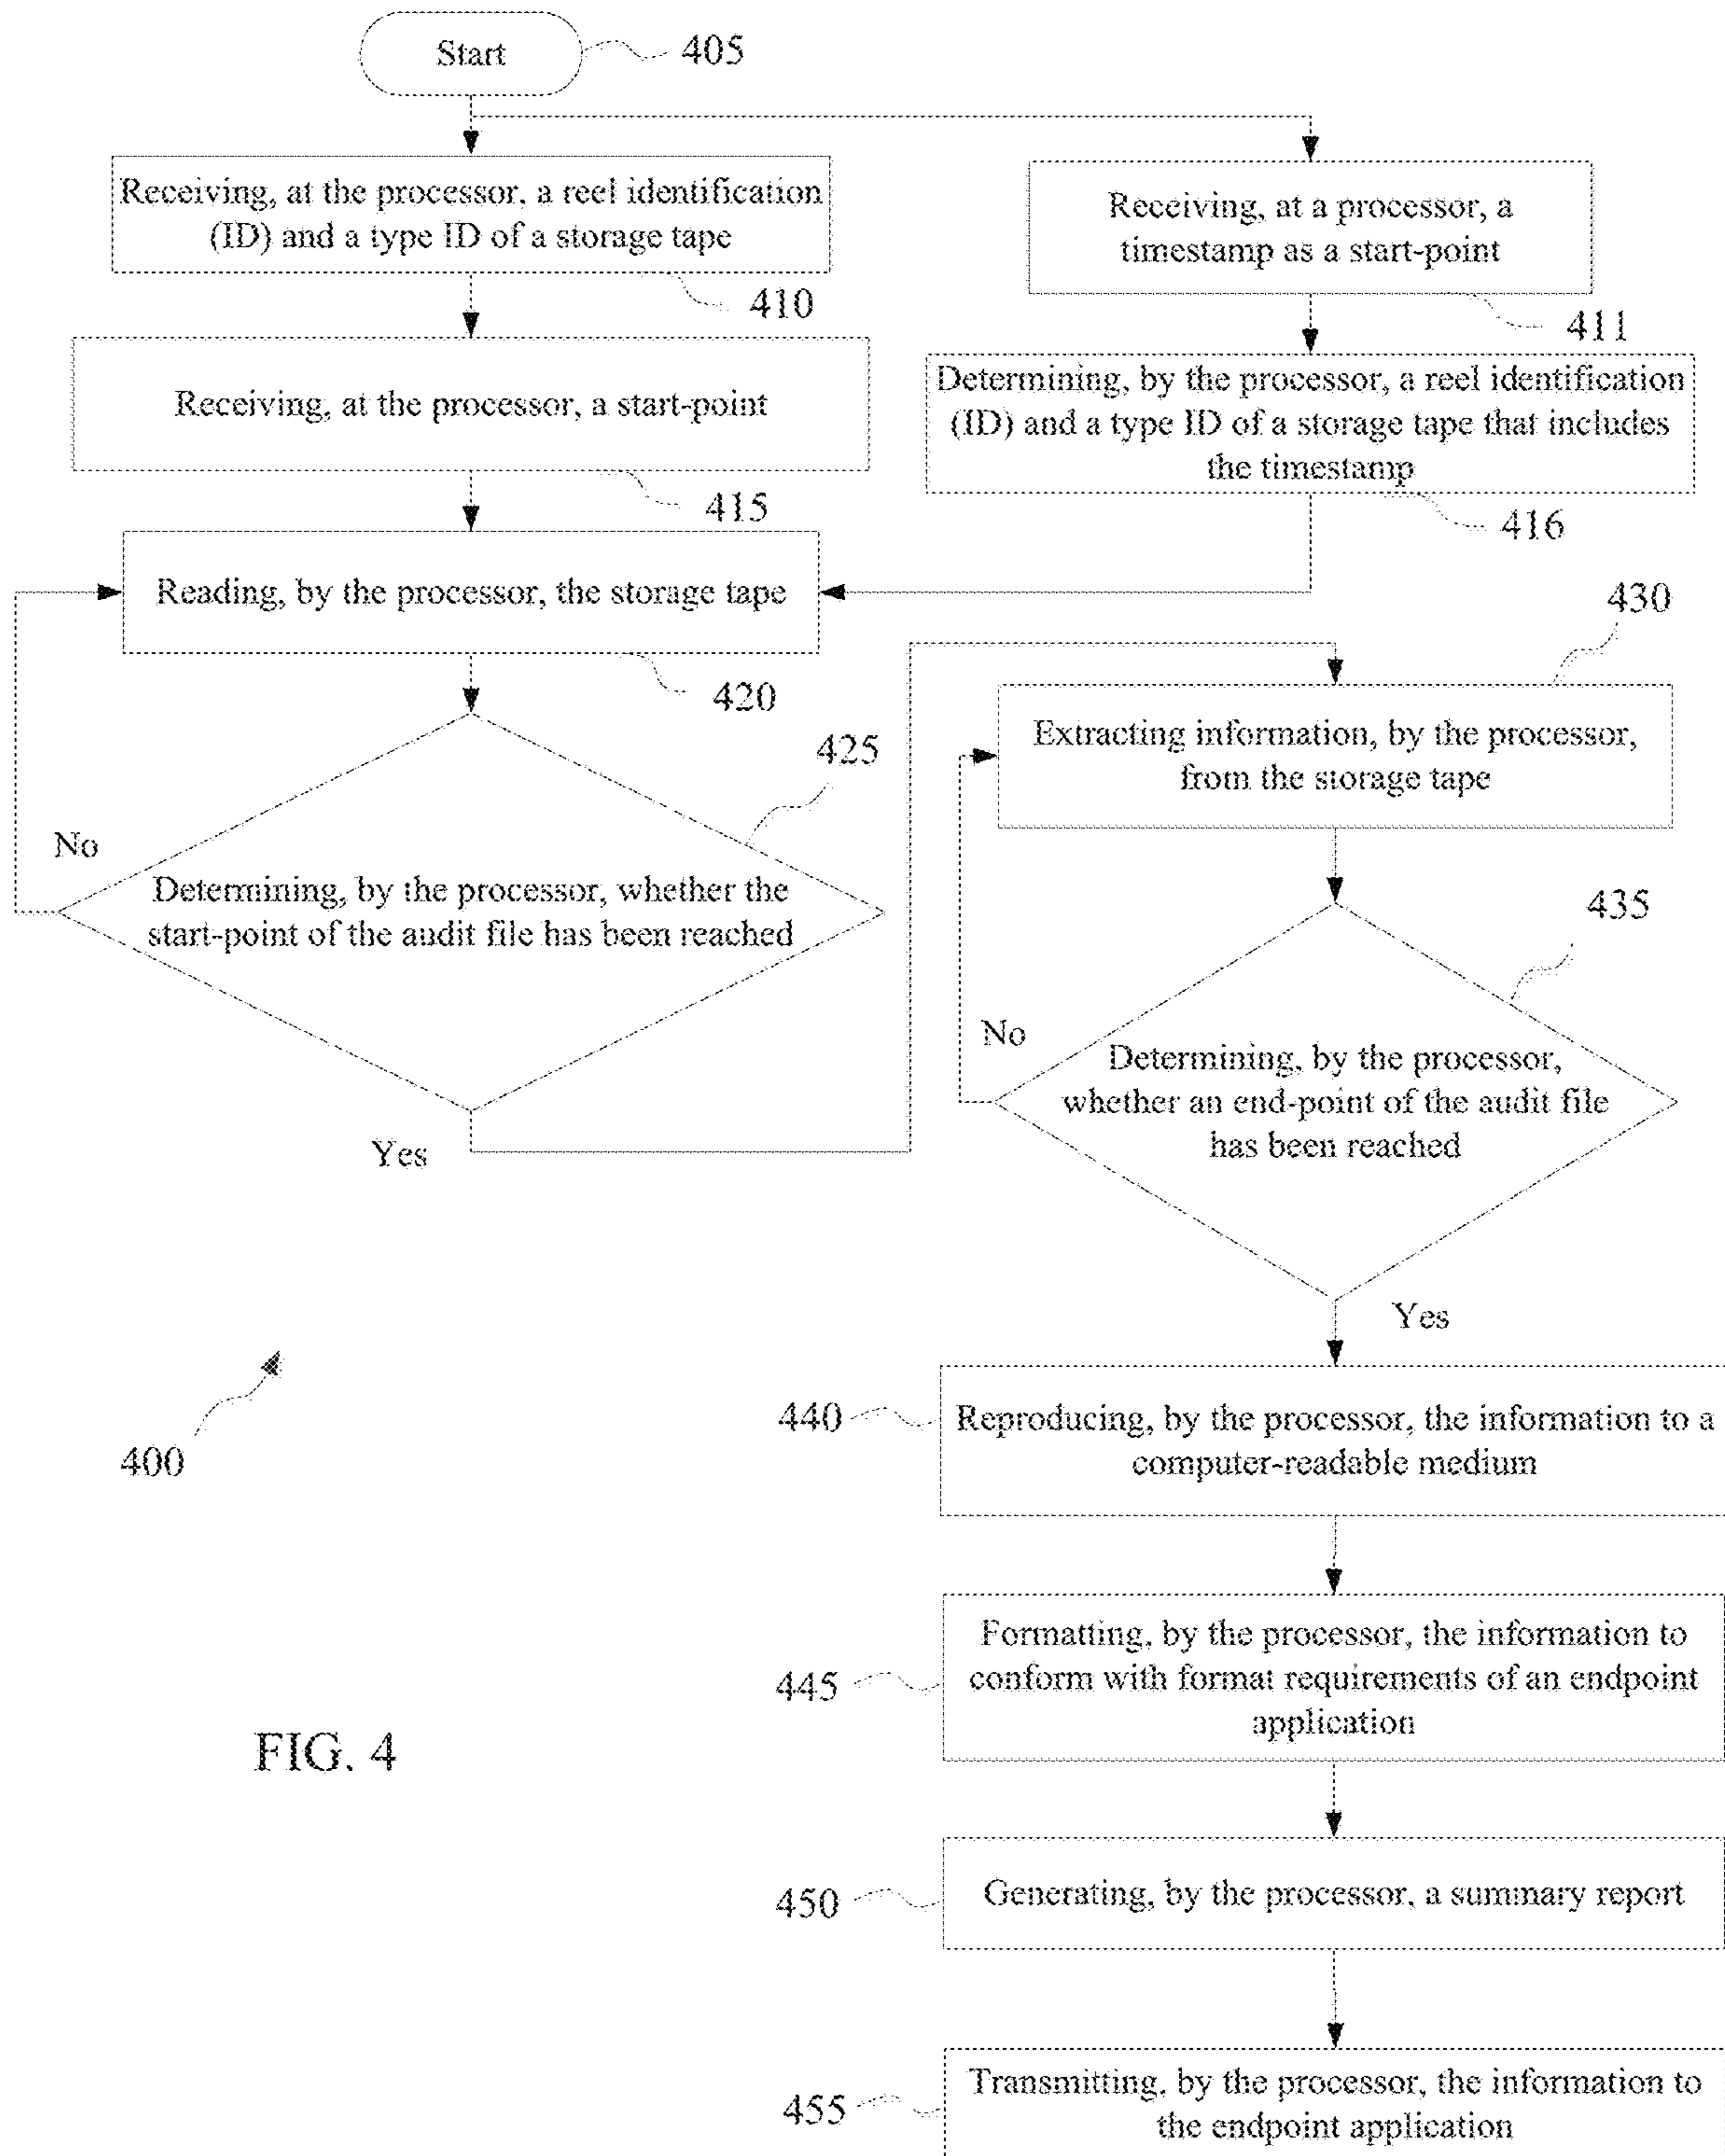 Start
405
Receiving, at the processor, a reel identification
(ID) and a type ID of a storage tape
410
Receiving, at a processor, a
timestamp as a start-point
411
Receiving, at the processor, a start-point
415
Determining, by the processor, a reel identification
(ID) and a type ID of a storage tape that includes
the timestamp
416
Reading, by the processor, the storage tape
420
430
Extracting information, by the processor,
from the storage tape
425
No
Determining, by the processor, whether the
start-point of the audit file has been reached
Yes
435
No
Determining, by the processor,
whether an end-point of the audit file
has been reached
Yes
400
440
Reproducing, by the processor, the information to a
computer-readable medium
445
Formatting, by the processor, the information to
conform with format requirements of an endpoint
application
FIG. 4
450
Generating, by the processor, a summary report
455
Transmitting, by the processor, the information to
the endpoint application